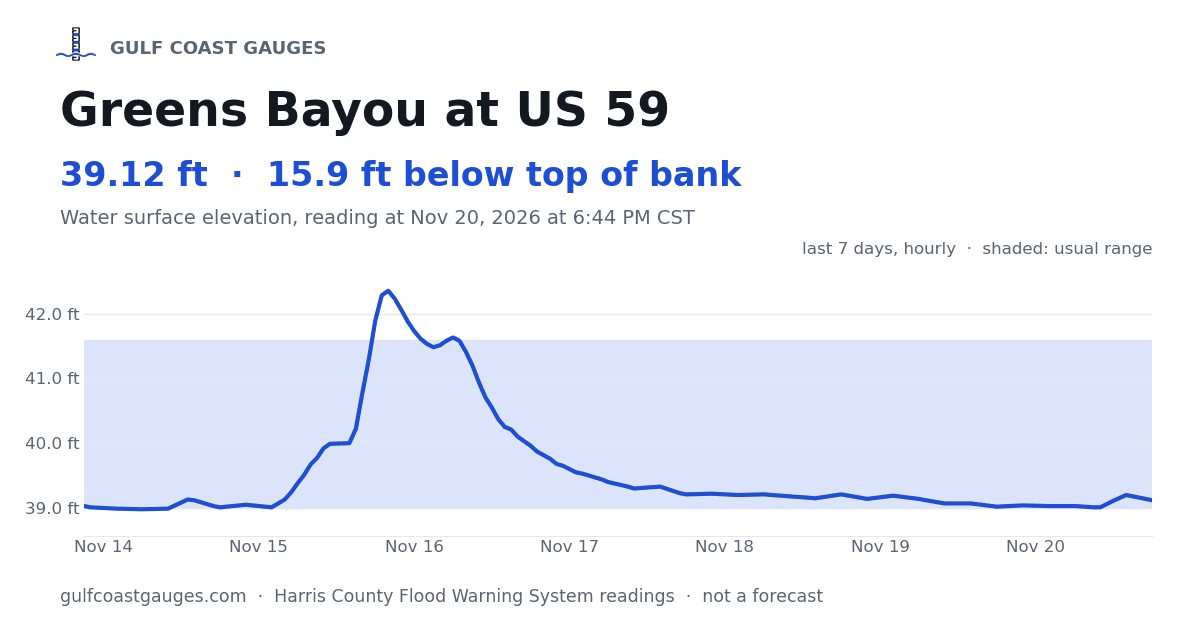 GULF COAST GAUGES
Greens Bayou at US 59
39.12 ft · 15.9 ft below top of bank
Water surface elevation, reading at Nov 20, 2026 at 6:44 PM CST
last 7 days, hourly · shaded: usual range
42.0 ft
41.0 ft
40.0 ft
39.0 ft
Nov 14 Nov 15 Nov 16 Nov 17 Nov 18 Nov 19 Nov 20
gulfcoastgauges.com · Harris County Flood Warning System readings · not a forecast